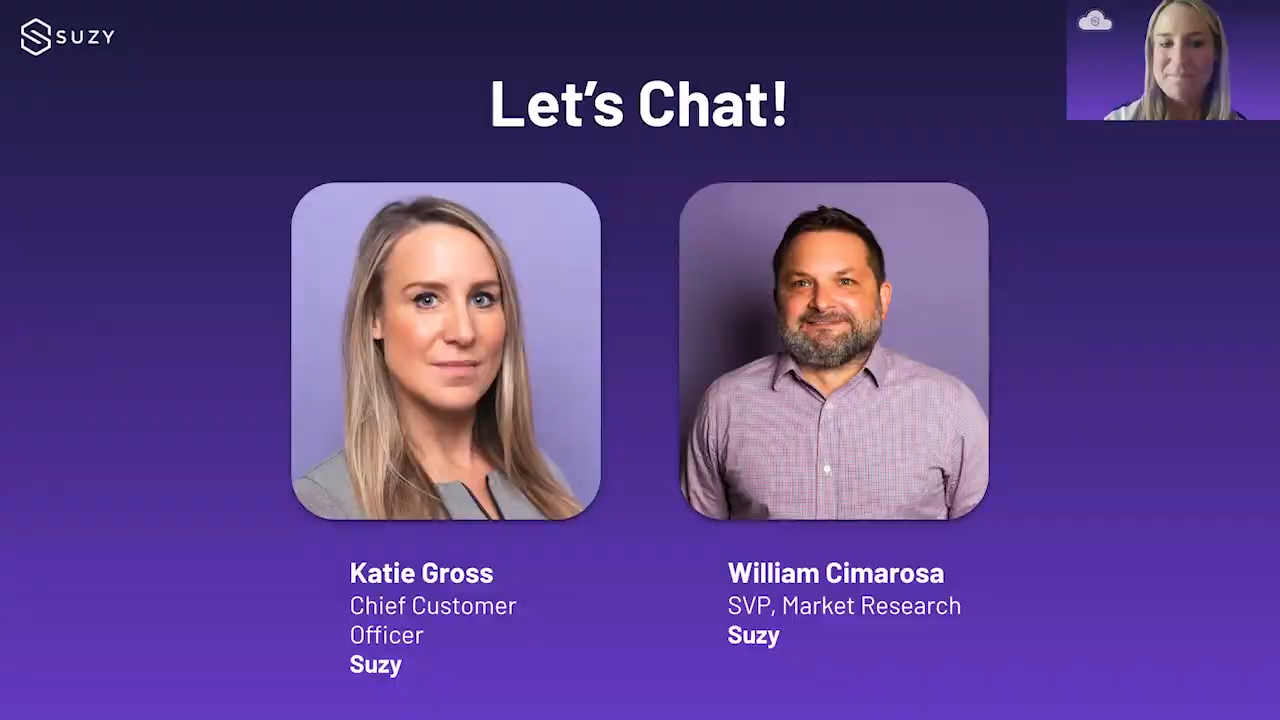 SUZY
Let's Chat!
Katie Gross
Chief Customer
Officer
Suzy
William Cimarosa
SVP, Market Research
Suzy